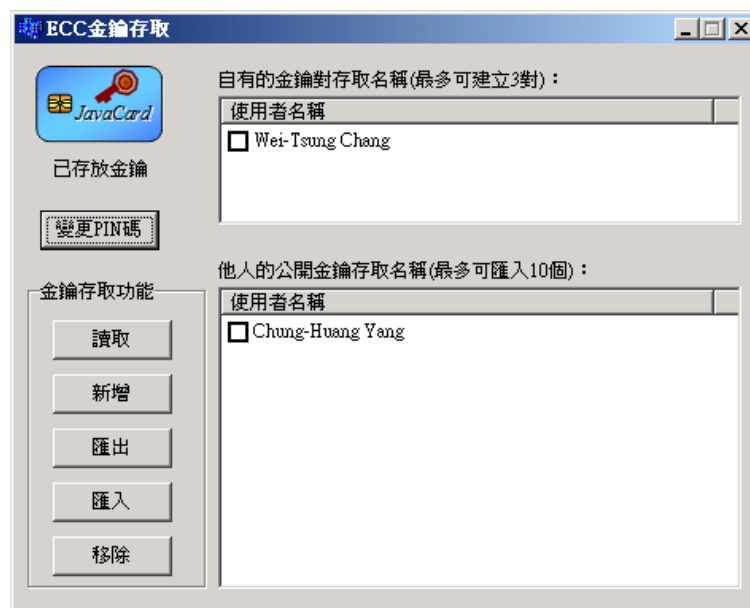 ECC金鑰存取
JavaCard
已存放金鑰
變更PIN碼
金鑰存取功能
讀取
新增
匯出
匯入
移除
自有的金鑰對存取名稱(最多可建立3對)：
使用者名稱
Wei-Tsung Chang
他人的公開金鑰存取名稱(最多可匯入10個)：
使用者名稱
Chung-Huang Yang